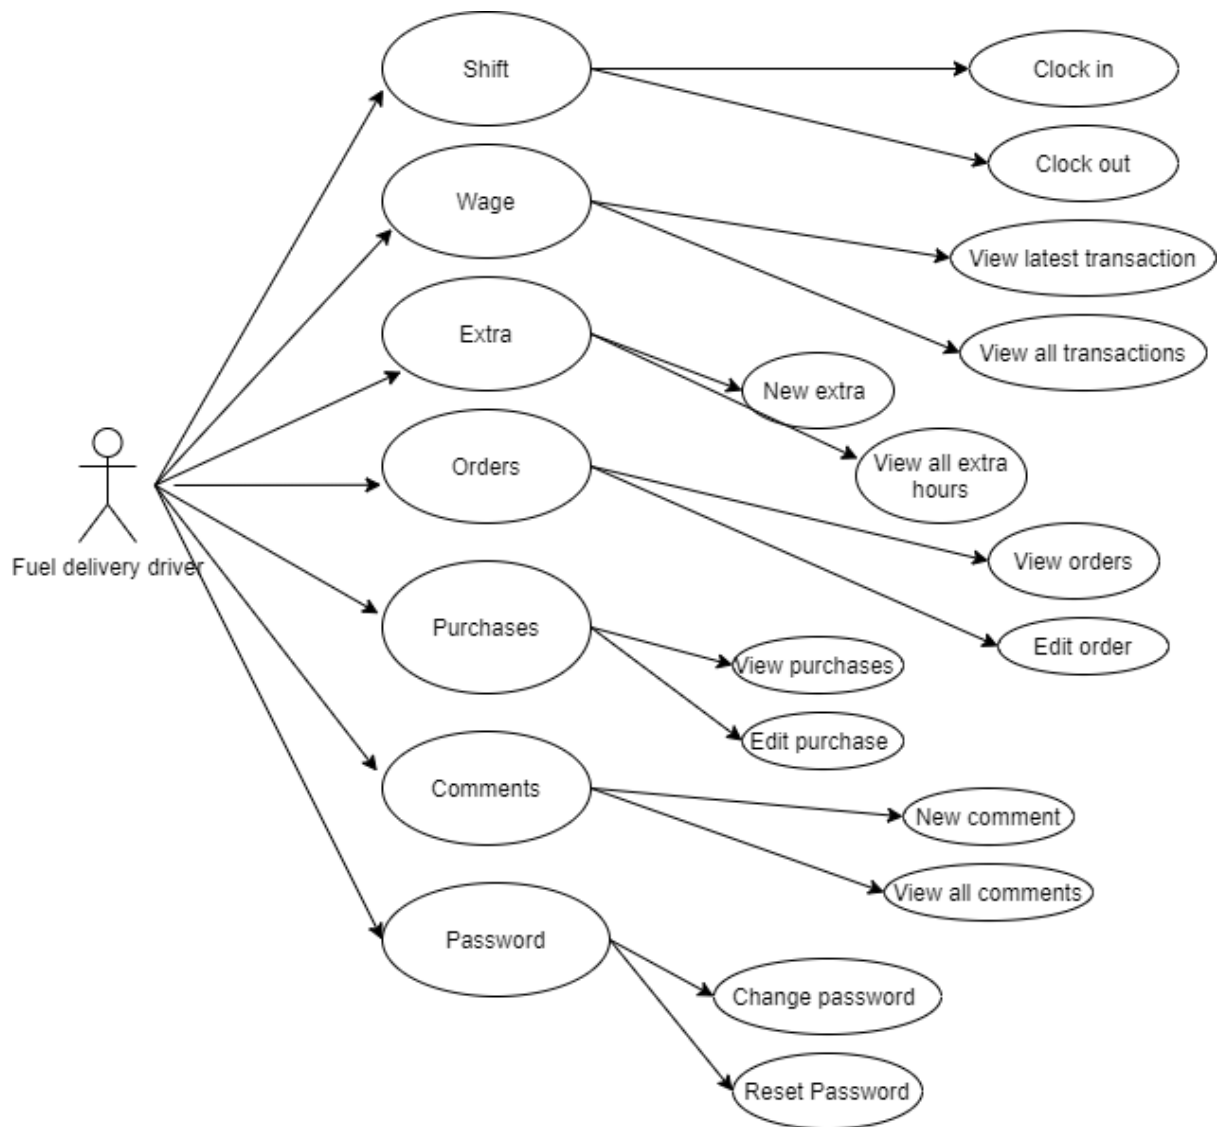 Shift
Clock in
Clock out
Wage
View latest transaction
View all transactions
Extra
New extra
View all extra
hours
Orders
View orders
Edit order
Fuel delivery driver
Purchases
View purchases
Edit purchase
Comments
New comment
View all comments
Password
Change password
Reset Password